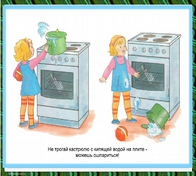 Не трогай кастрюлю с кипящей водой на плите -
можешь ошпариться!